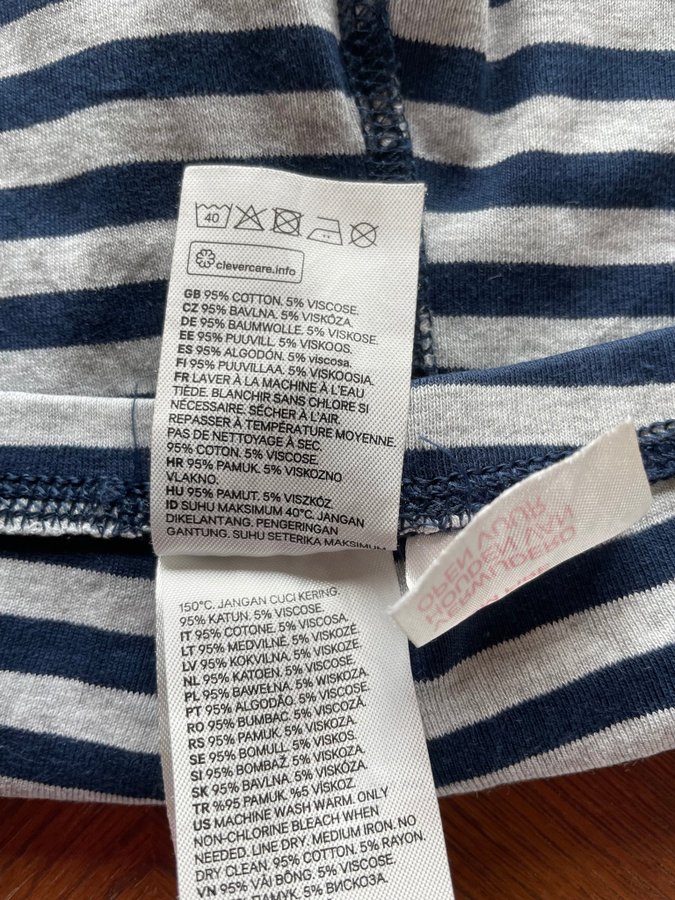 40
clevercare.info
GB 95% COTTON. 5% VISCOSE.
CZ 95% BAVLNA. 5% VISKÓZA.
DE 95% BAUMWOLLE. 5% VISKOSE.
EE 95% PUUVILL. 5% VISKOOS.
ES 95% ALGODÓN. 5% viscosa.
FI 95% PUUVILLAA. 5% VISKOOSIA.
FR LAVER À LA MACHINE À L'EAU
TIÈDE. BLANCHIR SANS CHLORE SI
NÉCESSAIRE. SÉCHER À L'AIR.
REPASSER À TEMPÉRATURE MOYENNE.
PAS DE NETTOYAGE À SEC.
95% COTON. 5% VISCOSE.
HR 95% PAMUK. 5% VISKOZNO
VLAKNO.
HU 95% PAMUT. 5% VISZKÓZ.
ID SUHU MAKSIMUM 40°C. JANGAN
DIKELANTANG. PENGERINGAN
GANTUNG. SUHU SETERIKA MAKSIMUM
150°C. JANGAN CUCI KERING.
95% KATUN. 5% VISCOSE.
IT 95% COTONE. 5% VISCOSA.
LT 95% MEDVILNĖ. 5% VISKOZĖ
LV 95% KOKVILNA. 5% VISKOZE.
NL 95% KATOEN. 5% VISCOSE.
PL 95% BAWEŁNA. 5% WISKOZA
PT 95% ALGODÃO. 5% VISCOSE.
RO 95% BUMBAC. 5% VISCOZĂ
RS 95% PAMUK. 5% VISKOZA.
SE 95% BOMULL. 5% VISKOS.
SI 95% BOMBAŽ. 5% VISKOZA.
SK 95% BAVLNA. 5% VISKÓZA.
TR %95 PAMUK. %5 VISKOZ.
US MACHINE WASH WARM. ONLY
NON-CHLORINE BLEACH WHEN
NEEDED. LINE DRY. MEDIUM IRON. NO
DRY CLEAN. 95% COTTON. 5% RAYON.
VN 95% VẢI BÔNG. 5% VISCOSE.
95% ПАМУК. 5% ВИСКОЗА.